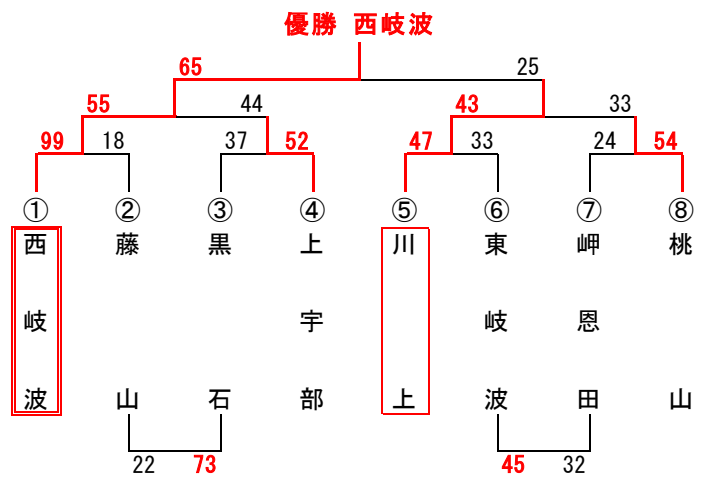 優勝 西岐波
65 25
55 44 43 33
99 18 37 52 47 33 24 54
① ② ③ ④ ⑤ ⑥ ⑦ ⑧
西岐波 藤山 黒石 上宇部 川上 東岐波 岬恩田 桃山
22 73 45 32